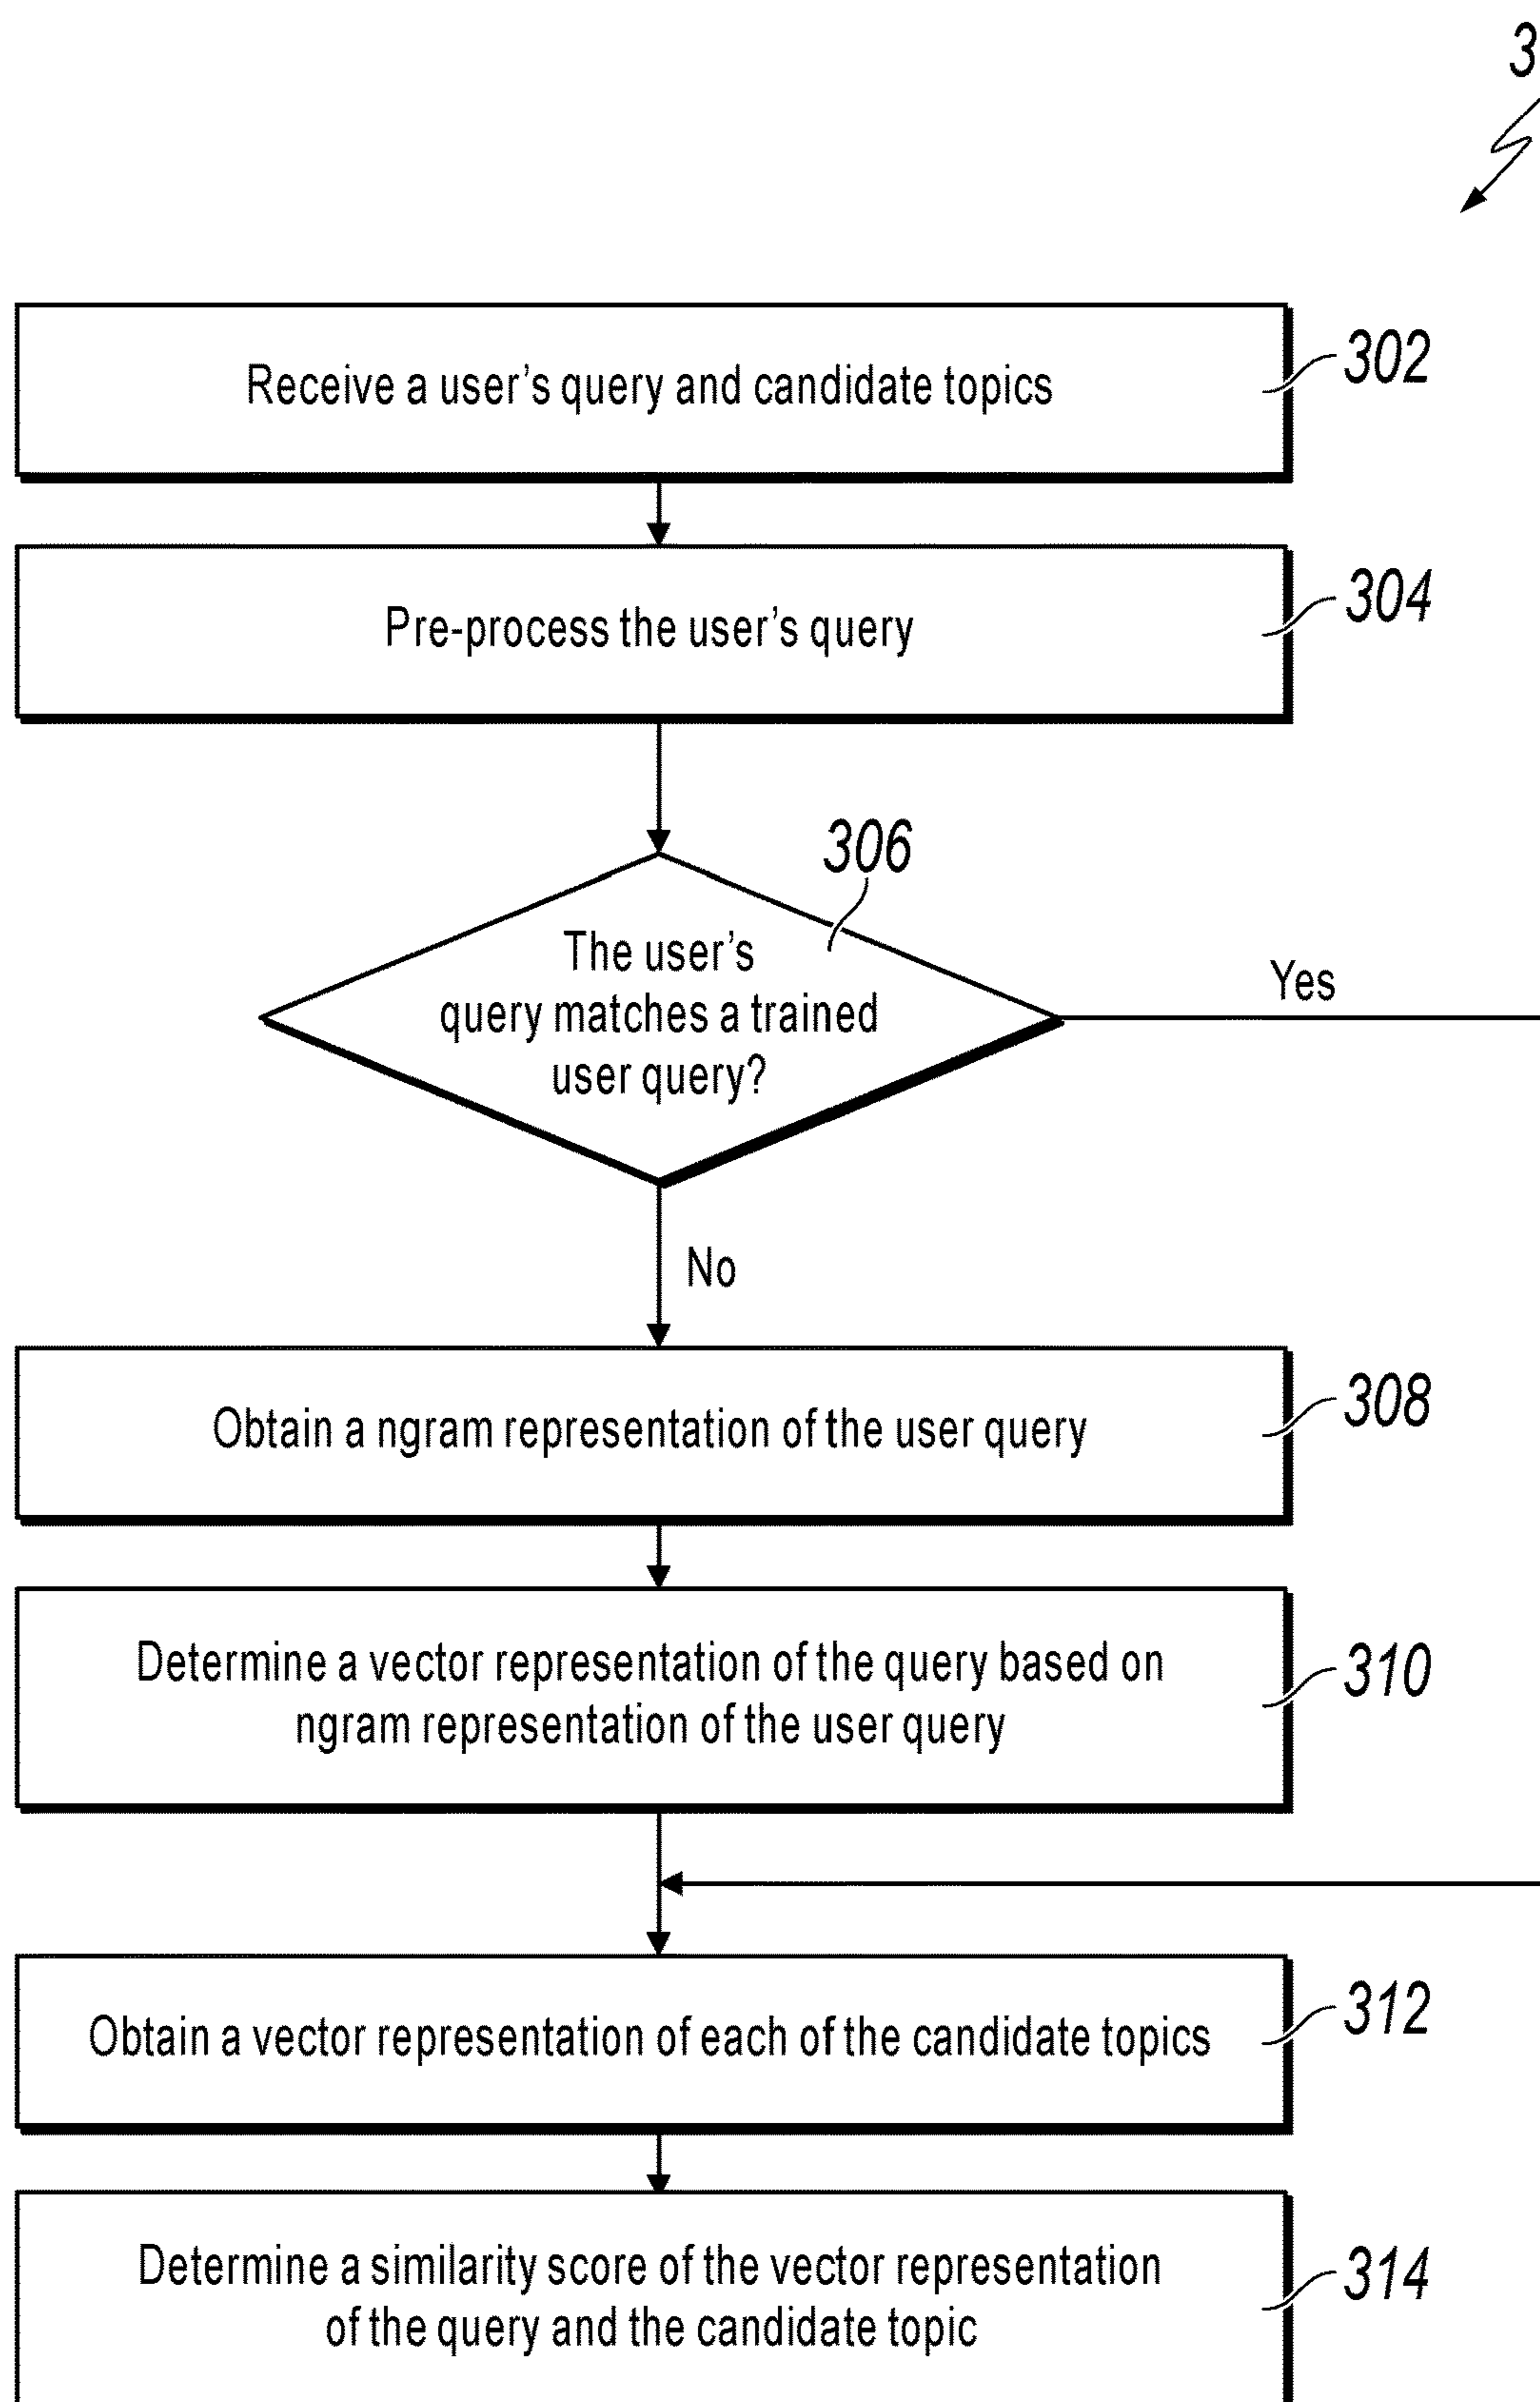 3
Receive a user's query and candidate topics
302
Pre-process the user's query
304
306
The user's
query matches a trained
user query?
Yes
No
Obtain a ngram representation of the user query
308
Determine a vector representation of the query based on
ngram representation of the user query
310
Obtain a vector representation of each of the candidate topics
312
Determine a similarity score of the vector representation
of the query and the candidate topic
314